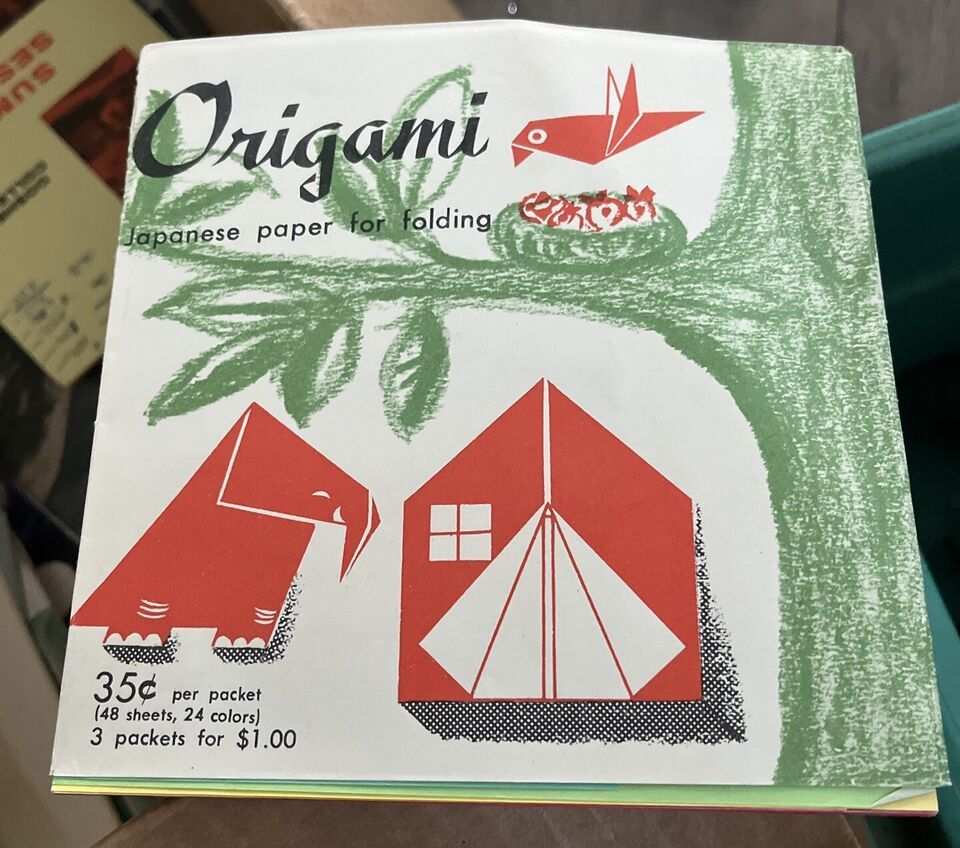 Origami
Japanese paper for folding
35¢ per packet
(48 sheets, 24 colors)
3 packets for $1.00